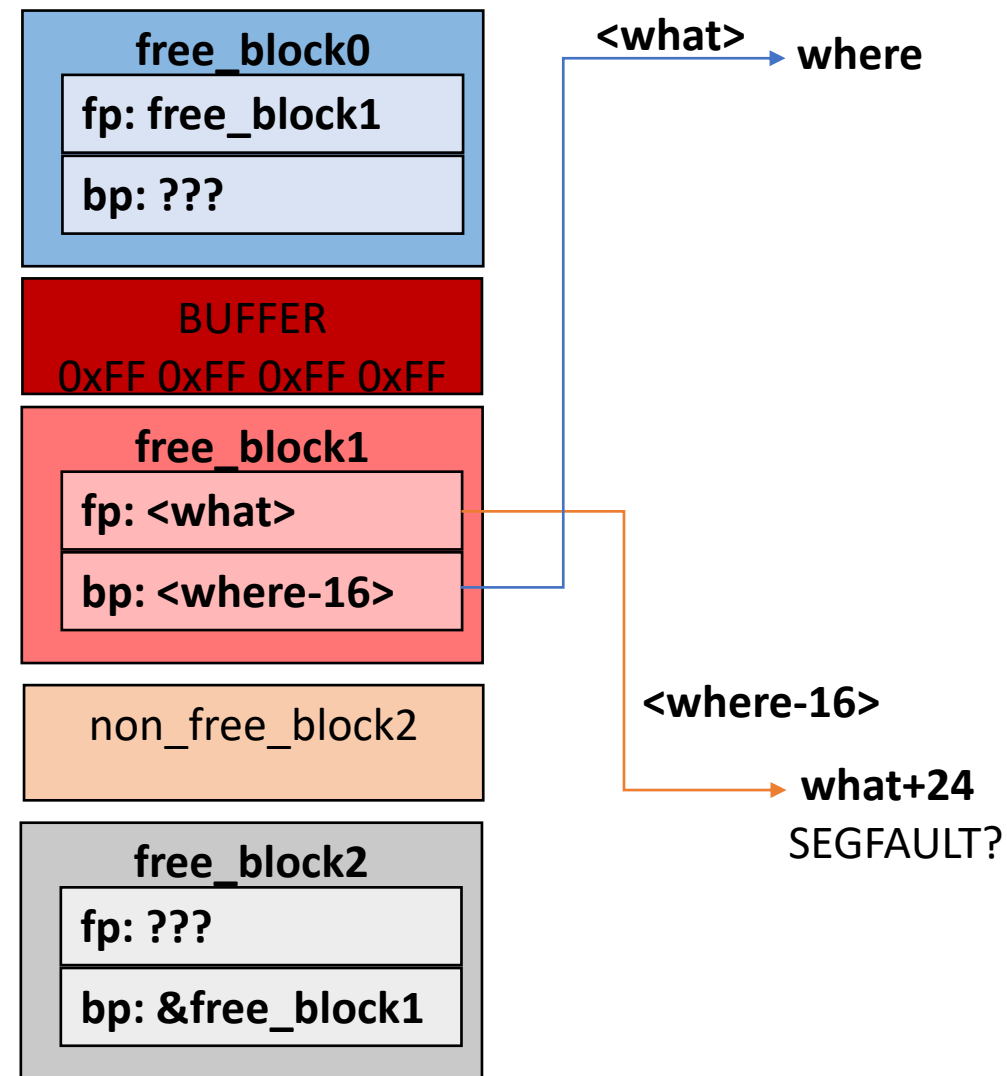 free_block0
fp: free_block1
bp: ???
BUFFER
0xFF 0xFF 0xFF 0xFF
free_block1
fp: <what>
bp: <where-16>
non_free_block2
free_block2
fp: ???
bp: &free_block1
<what>
where
<where-16>
what+24
SEGFAULT?